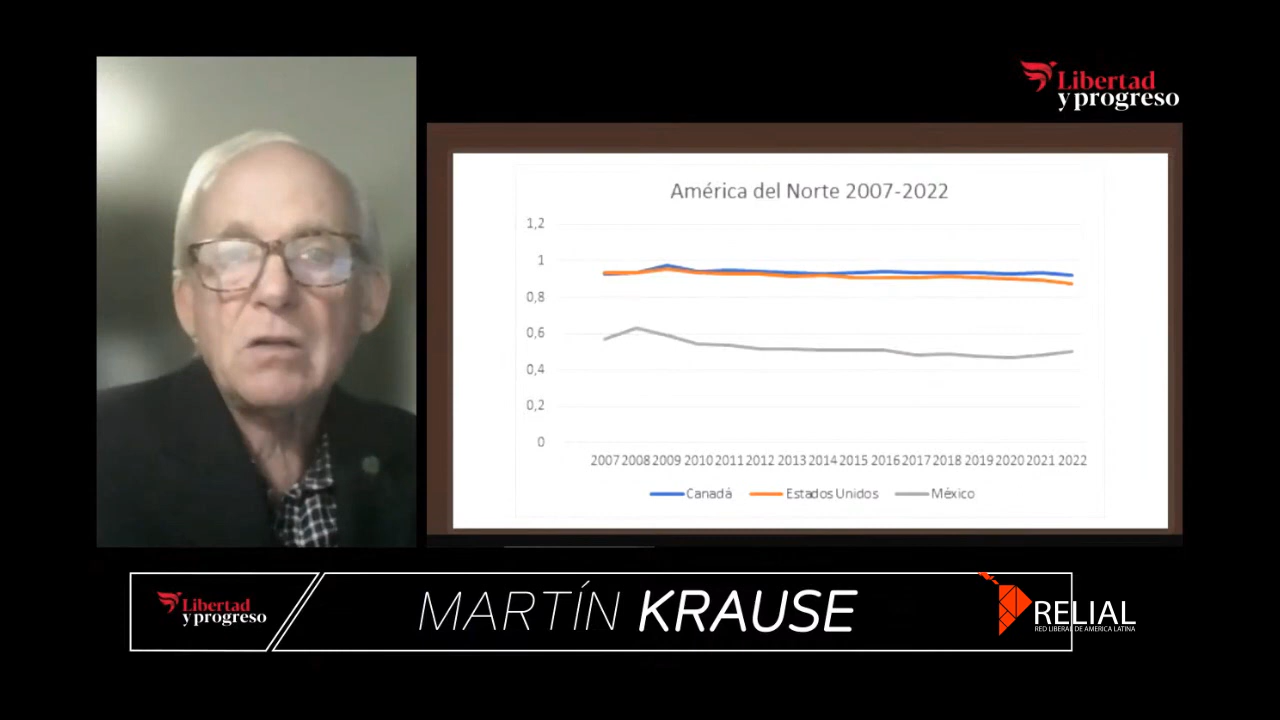 Libertad
y progreso
América del Norte 2007-2022
1,2
1
0,8
0,6
0,4
0,2
0
2007 2008 2009 2010 2011 2012 2013 2014 2015 2016 2017 2018 2019 2020 2021 2022
Canadá Estados Unidos México
Libertad
y progreso
MARTÍN KRAUSE
RELIAL
RED LIBERAL DE AMERICA LATINA